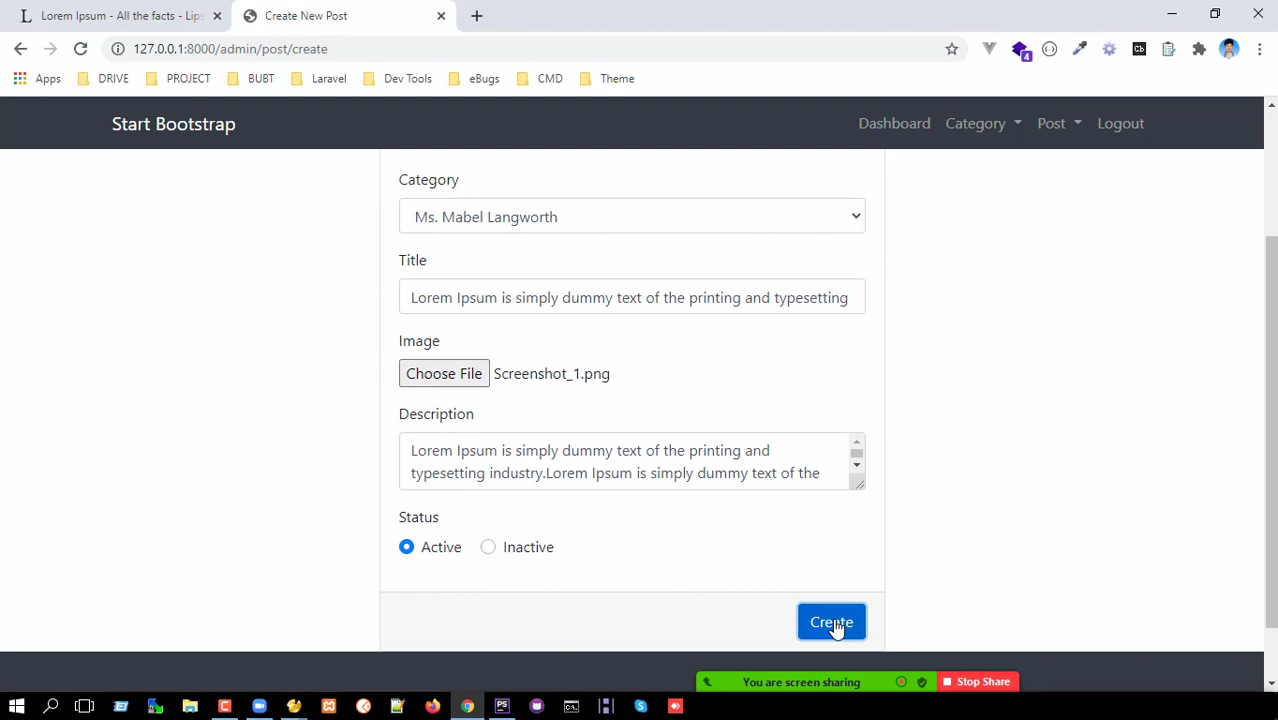 Lorem Ipsum - All the facts - Lips
Create New Post
127.0.0.1:8000/admin/post/create
4
Cb
Apps
DRIVE
PROJECT
BUBT
Laravel
Dev Tools
eBugs
CMD
Theme
Start Bootstrap
Dashboard
Category
Post
Logout
Category
Ms. Mabel Langworth
Title
Lorem Ipsum is simply dummy text of the printing and typesetting
Image
Choose File Screenshot_1.png
Description
Lorem Ipsum is simply dummy text of the printing and
typesetting industry.Lorem Ipsum is simply dummy text of the
Status
Active
Inactive
Create
You are screen sharing
Stop Share
PS